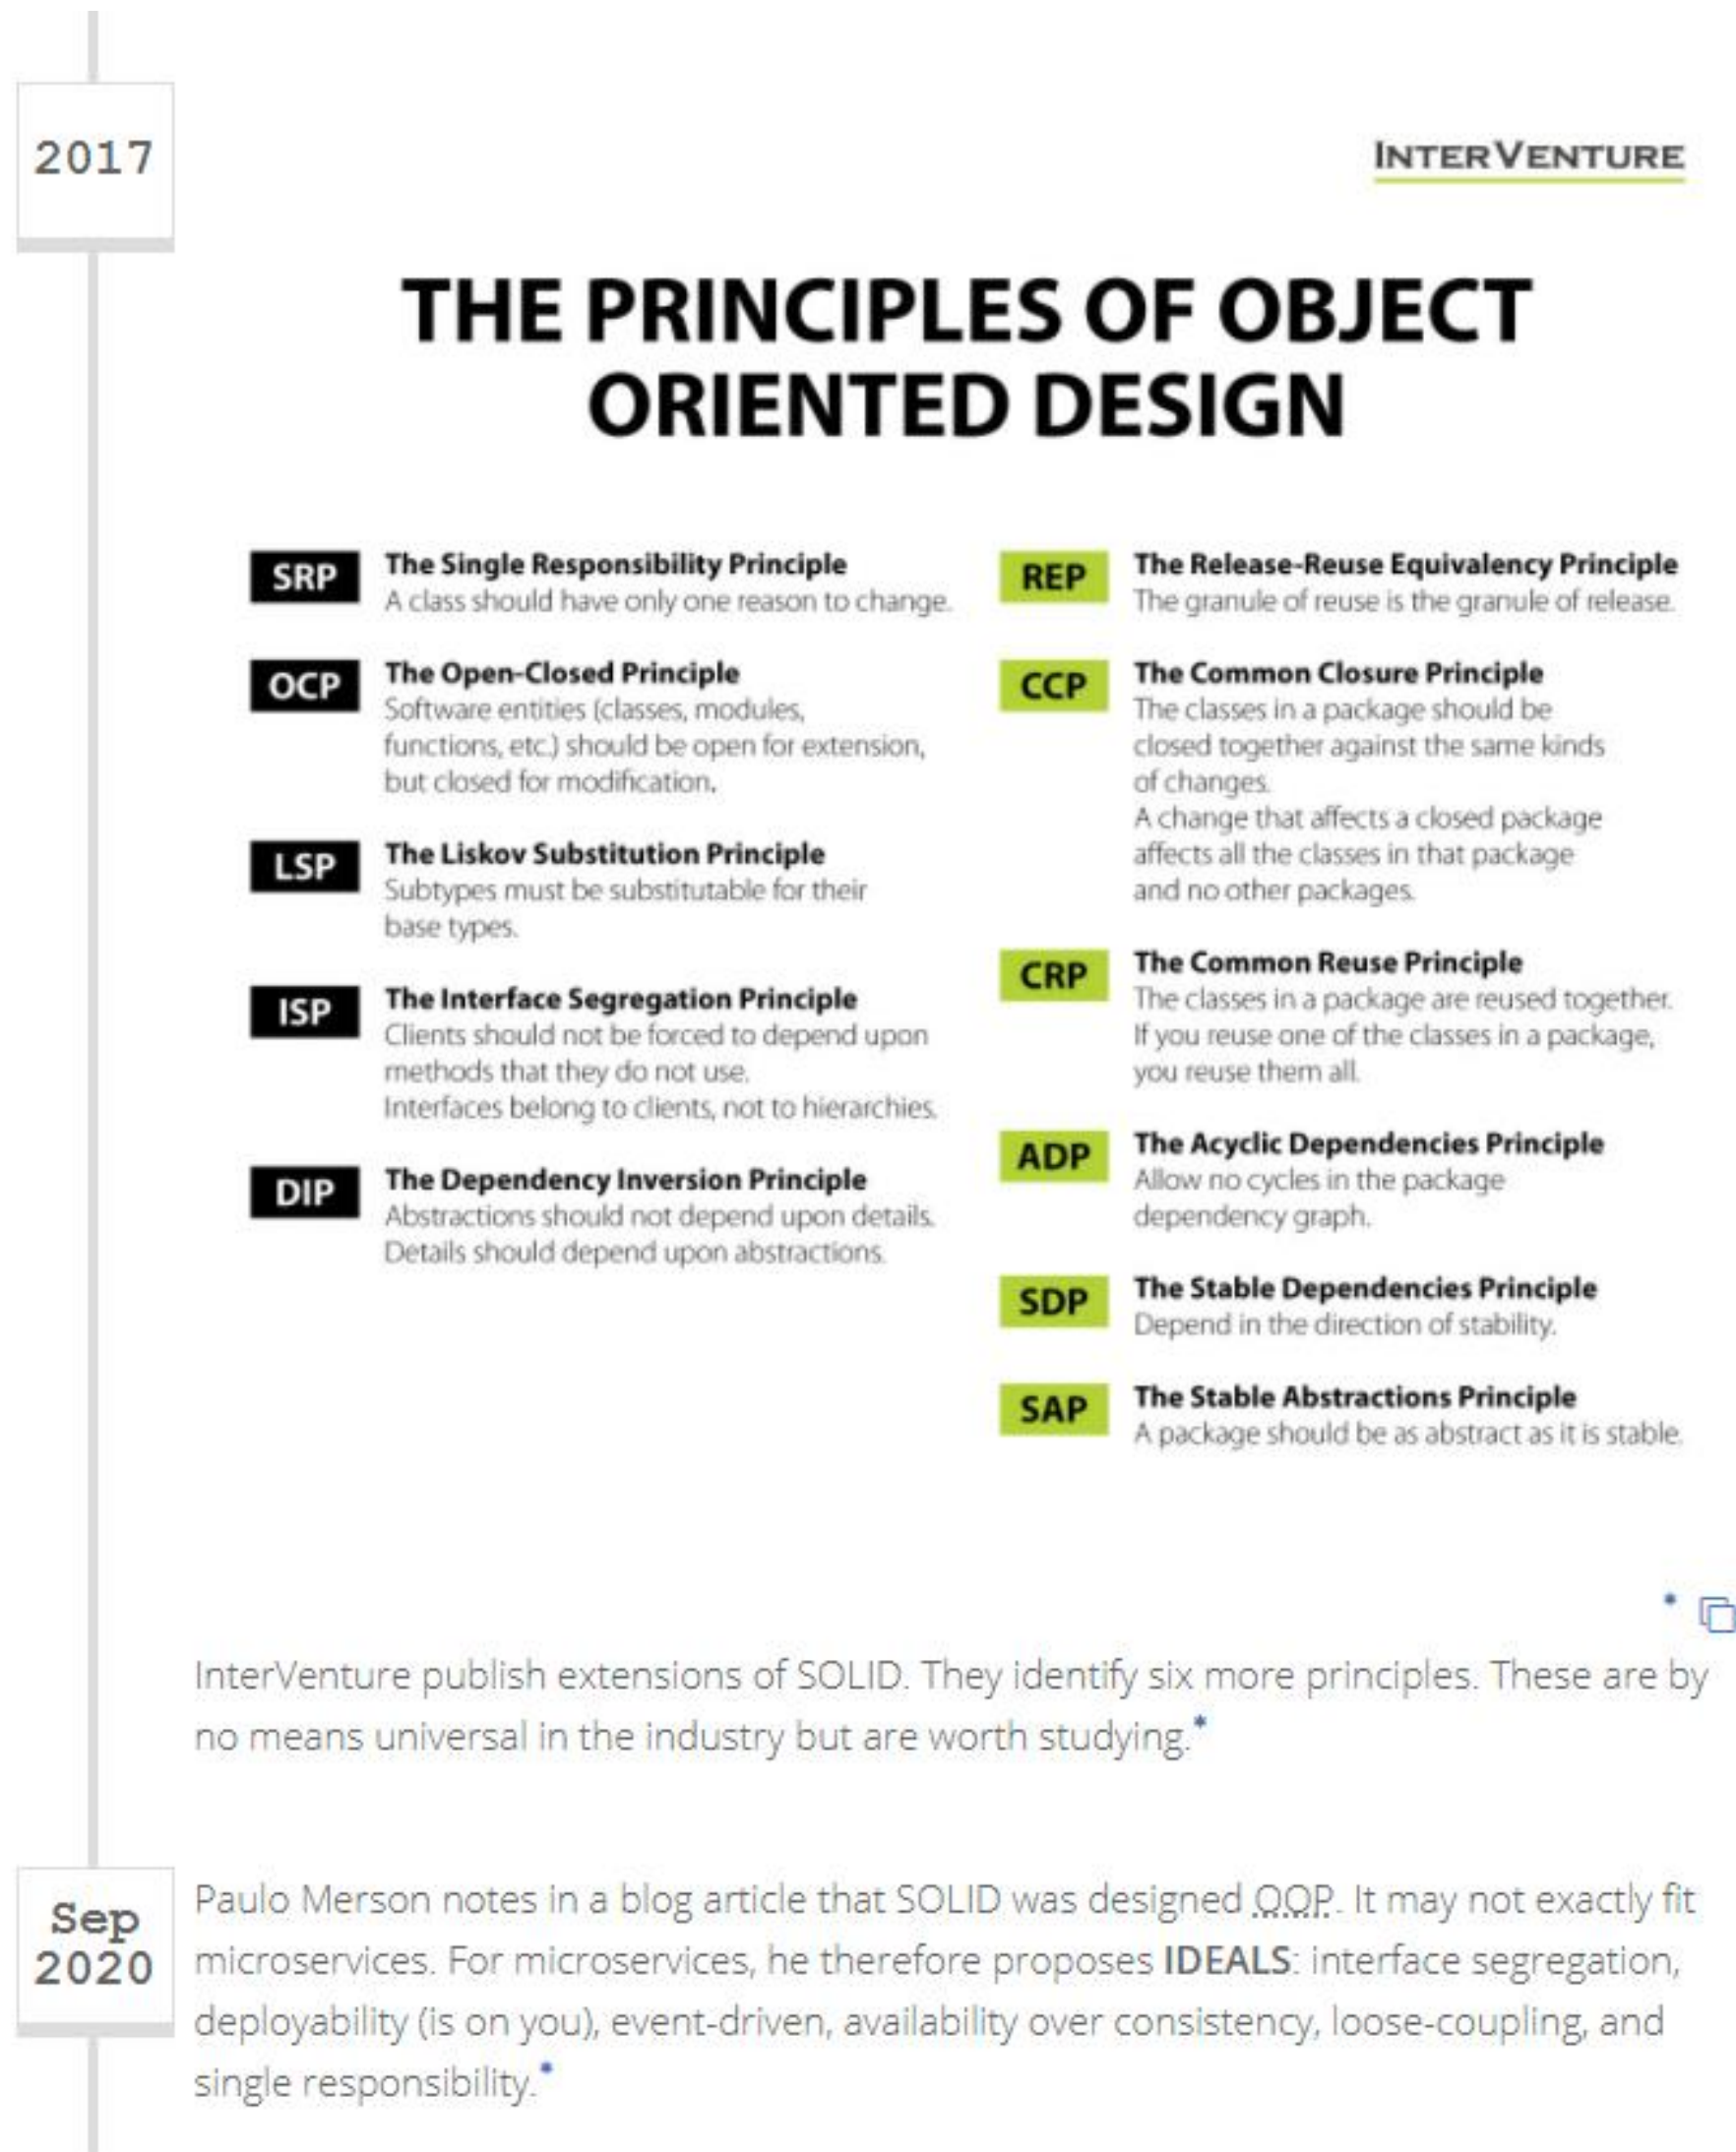 2017
INTERVENTURE
THE PRINCIPLES OF OBJECT
ORIENTED DESIGN
SRP
The Single Responsibility Principle
A class should have only one reason to change.
OCP
The Open-Closed Principle
Software entities (classes, modules,
functions, etc.) should be open for extension,
but closed for modification.
LSP
The Liskov Substitution Principle
Subtypes must be substitutable for their
base types.
ISP
The Interface Segregation Principle
Clients should not be forced to depend upon
methods that they do not use.
Interfaces belong to clients, not to hierarchies.
DIP
The Dependency Inversion Principle
Abstractions should not depend upon details.
Details should depend upon abstractions.
REP
The Release-Reuse Equivalency Principle
The granule of reuse is the granule of release.
CCP
The Common Closure Principle
The classes in a package should be
closed together against the same kinds
of changes.
A change that affects a closed package
affects all the classes in that package
and no other packages.
CRP
The Common Reuse Principle
The classes in a package are reused together.
If you reuse one of the classes in a package,
you reuse them all.
ADP
The Acyclic Dependencies Principle
Allow no cycles in the package
dependency graph.
SDP
The Stable Dependencies Principle
Depend in the direction of stability.
SAP
The Stable Abstractions Principle
A package should be as abstract as it is stable.
*
InterVenture publish extensions of SOLID. They identify six more principles. These are by
no means universal in the industry but are worth studying.*
Sep
2020
Paulo Merson notes in a blog article that SOLID was designed OOP. It may not exactly fit
microservices. For microservices, he therefore proposes IDEALS: interface segregation,
deployability (is on you), event-driven, availability over consistency, loose-coupling, and
single responsibility.*